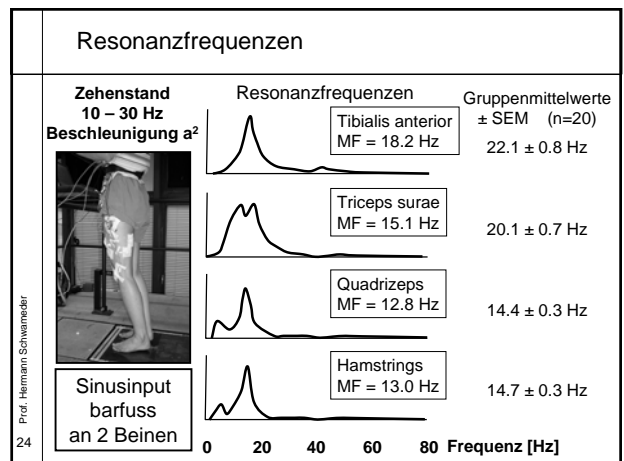 Resonanzfrequenzen
Zehenstand
10 – 30 Hz
Beschleunigung a²
Resonanzfrequenzen
Gruppenmittelwerte
± SEM (n=20)
Tibialis anterior
MF = 18.2 Hz
22.1 ± 0.8 Hz
Triceps surae
MF = 15.1 Hz
20.1 ± 0.7 Hz
Quadrizeps
MF = 12.8 Hz
14.4 ± 0.3 Hz
Hamstrings
MF = 13.0 Hz
14.7 ± 0.3 Hz
Sinusinput
barfuss
an 2 Beinen
0 20 40 60 80 Frequenz [Hz]
Prof. Hermann Schwameder
24